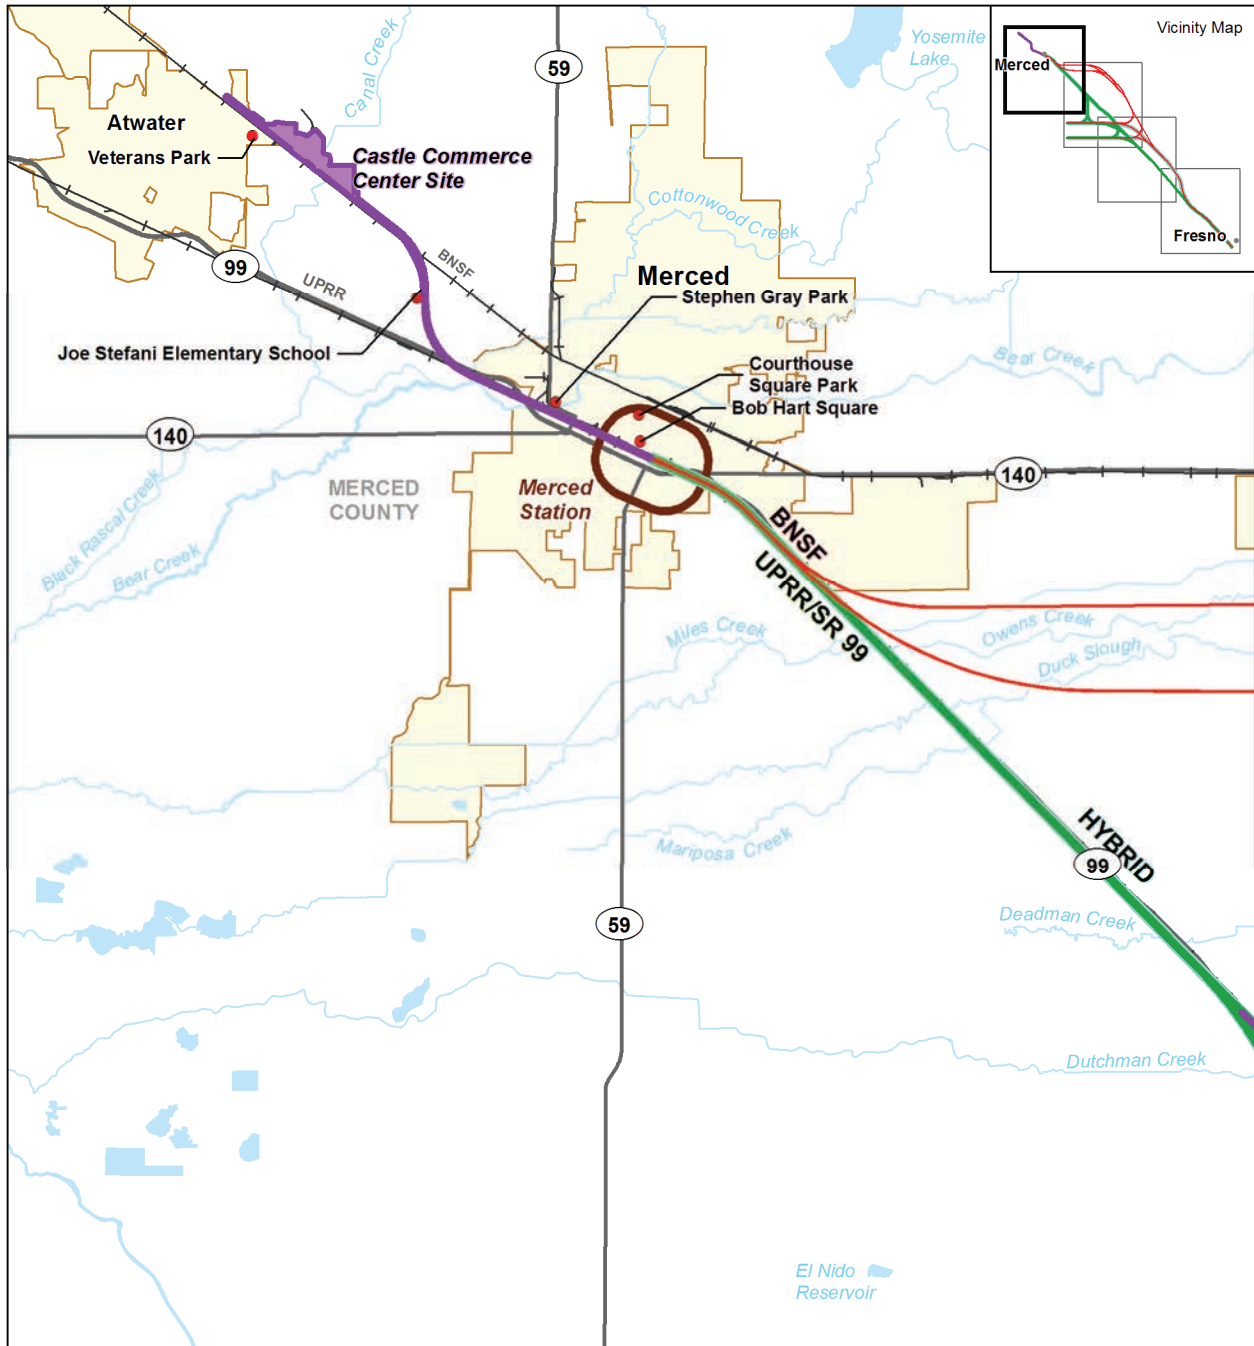 59
Yosemite
Lake
Vicinity Map
Merced
Fresno
Canal Creek
Atwater
Veterans Park
Castle Commerce
Center Site
Cottonwood Creek
99
UPRR
BNSF
Merced
Stephen Gray Park
Joe Stefani Elementary School
Courthouse
Square Park
Bob Hart Square
Bear Creek
140
140
MERCED
COUNTY
Merced
Station
Black Rascal Creek
Bear Creek
BNSF
UPRR/SR 99
Miles Creek
Owens Creek
Duck Slough
Mariposa Creek
HYBRID
99
59
Deadman Creek
Dutchman Creek
El Nido
Reservoir